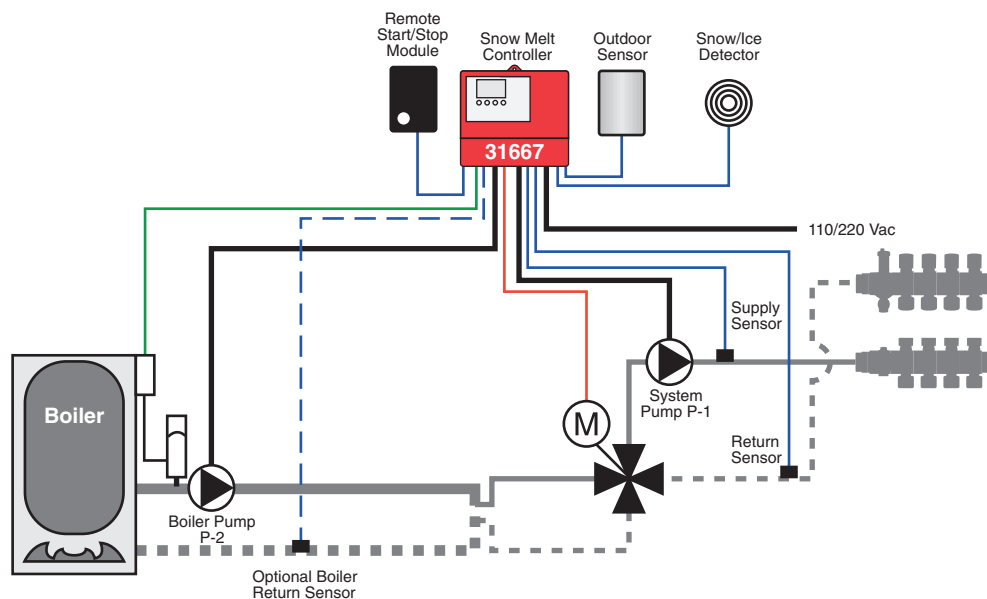 Remote
Start/Stop
Module
Snow Melt
Controller
Outdoor
Sensor
Snow/Ice
Detector
31667
110/220 Vac
Supply
Sensor
Boiler
System
Pump P-1
M
Return
Sensor
Boiler Pump
P-2
Optional Boiler
Return Sensor